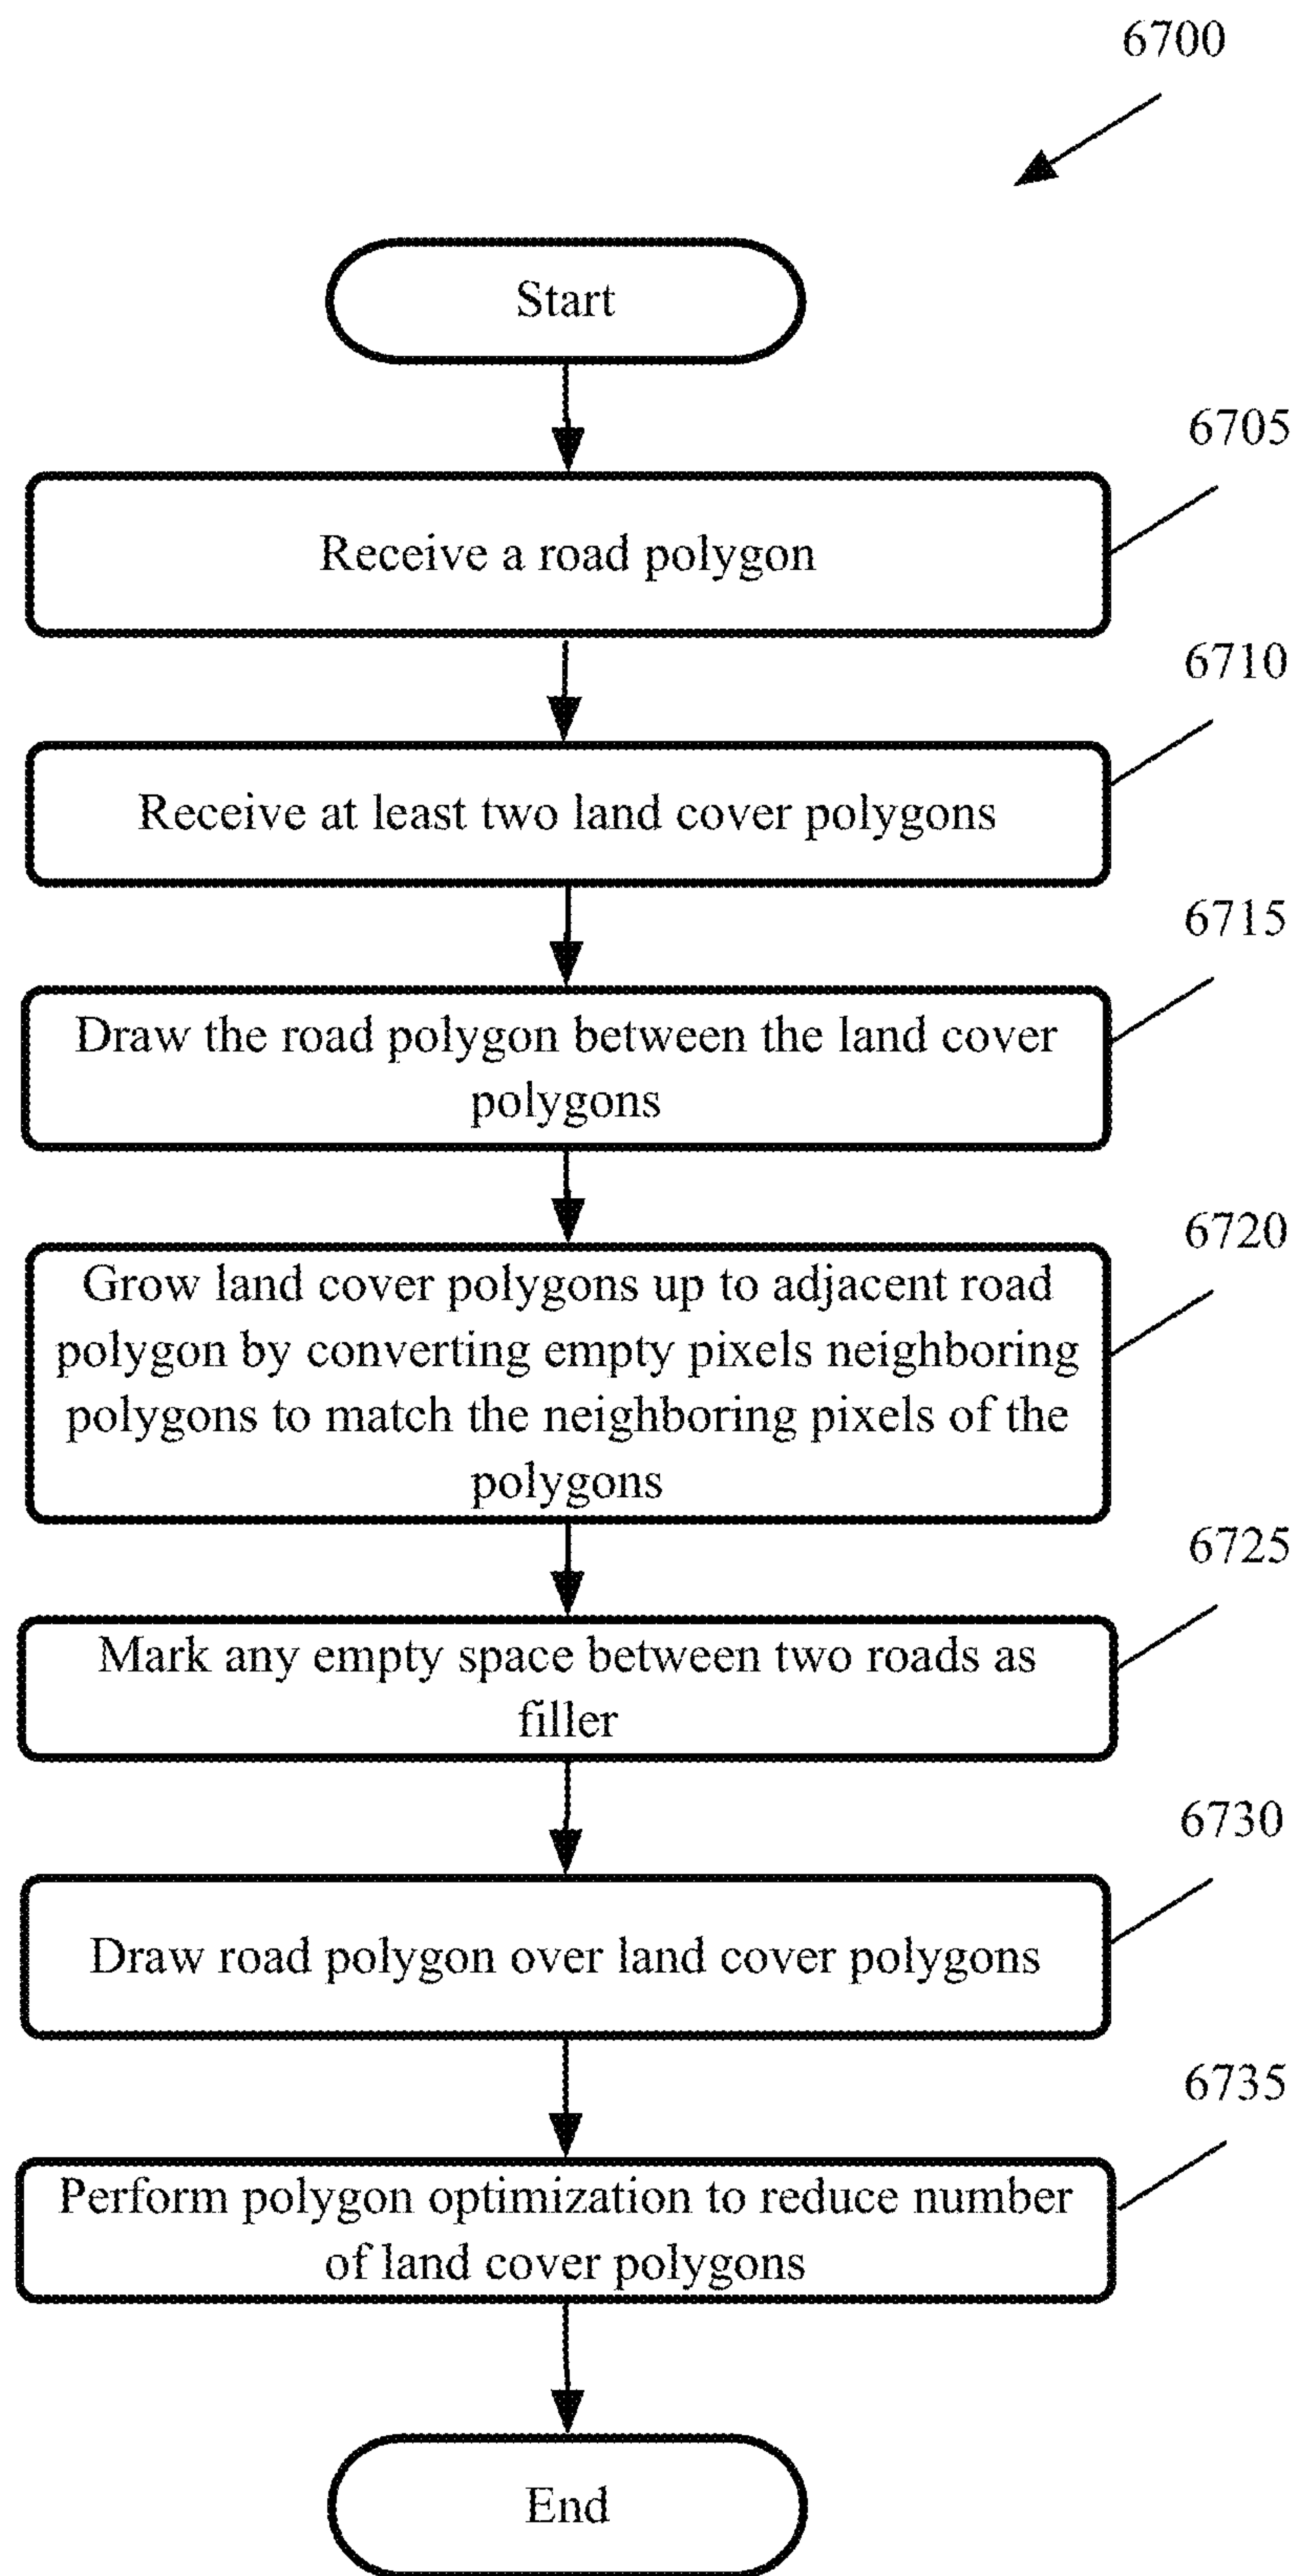 6700
Start
6705
Receive a road polygon
6710
Receive at least two land cover polygons
6715
Draw the road polygon between the land cover
polygons
6720
Grow land cover polygons up to adjacent road
polygon by converting empty pixels neighboring
polygons to match the neighboring pixels of the
polygons
6725
Mark any empty space between two roads as
filler
6730
Draw road polygon over land cover polygons
6735
Perform polygon optimization to reduce number
of land cover polygons
End